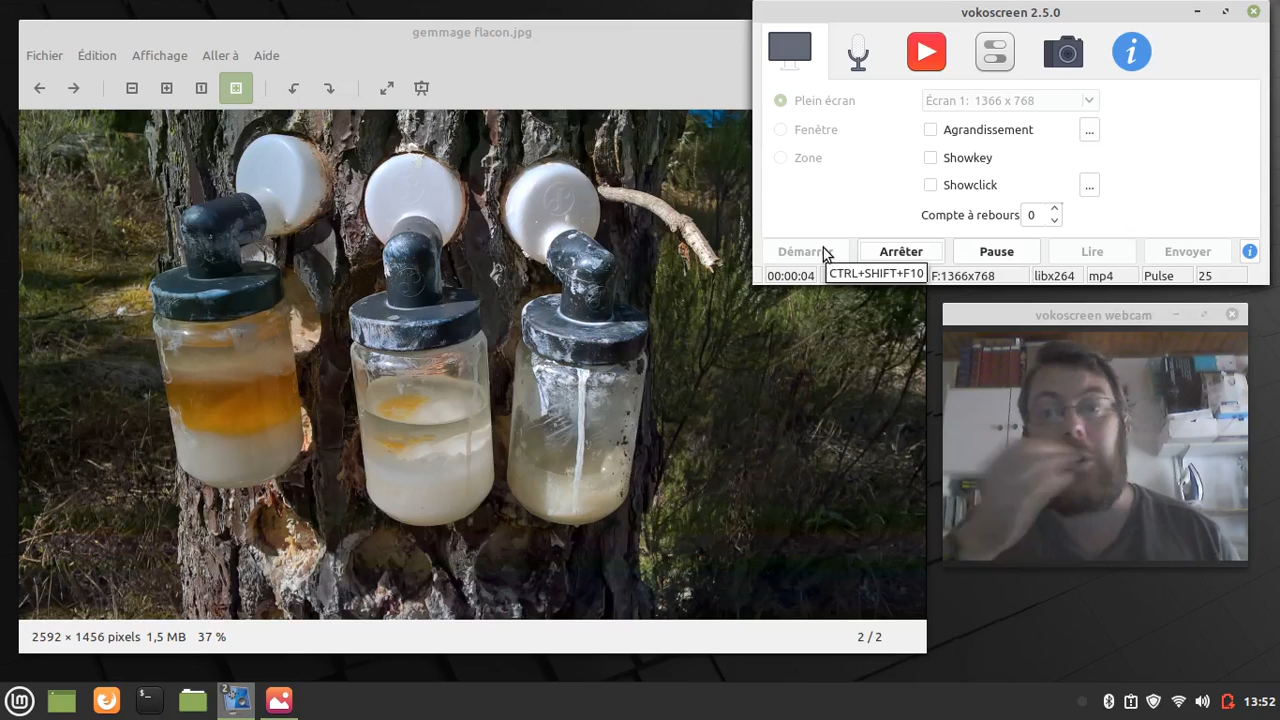 gemmage flacon.jpg
Fichier Édition Affichage Aller à Aide
2592 × 1456 pixels 1,5 MB 37 %
2 / 2
vokoscreen 2.5.0
Plein écran
Écran 1: 1366 x 768
Fenêtre
Agrandissement
...
Zone
Showkey
Showclick
...
Compte à rebours 0
Arrêter Pause Lire Envoyer
CTRL+SHIFT+F10
00:00:04 F:1366x768 libx264 mp4 Pulse 25
vokoscreen webcam
2
13:52